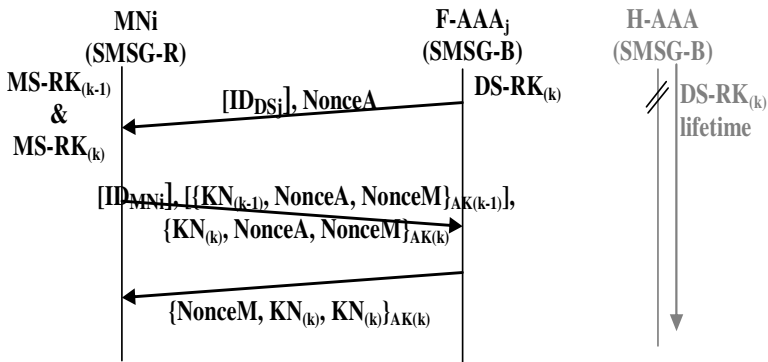 MNi
(SMSG-R)
F-AAAj
(SMSG-B)
H-AAA
(SMSG-B)
MS-RK(k-1)
&
MS-RK(k)
[IDDSj], NonceA
DS-RK(k)
DS-RK(k)
lifetime
[IDMNi], [{KN(k-1), NonceA, NonceM}AK(k-1)],
{KN(k), NonceA, NonceM}AK(k)
{NonceM, KN(k), KN(k)}AK(k)